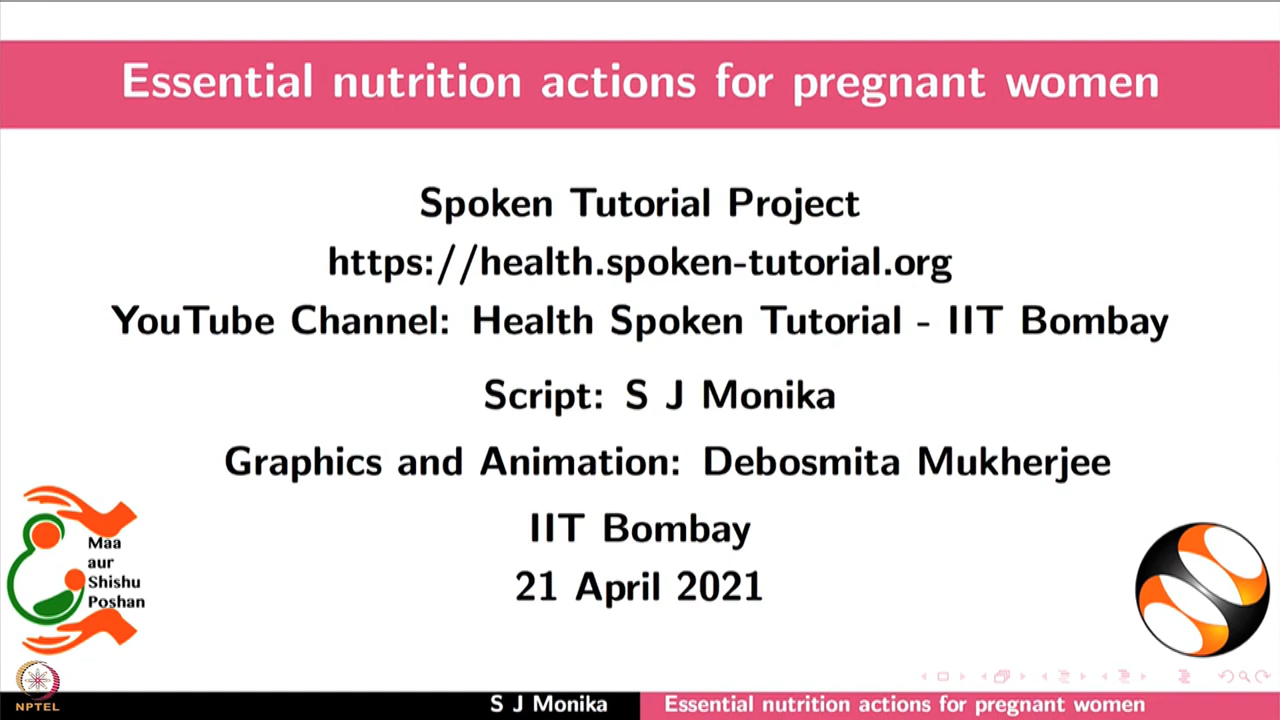 Essential nutrition actions for pregnant women
Spoken Tutorial Project
https://health.spoken-tutorial.org
YouTube Channel: Health Spoken Tutorial - IIT Bombay
Script: S J Monika
Graphics and Animation: Debosmita Mukherjee
IIT Bombay
21 April 2021
Maa
aur
Shishu
Poshan
NPTEL
S J Monika
Essential nutrition actions for pregnant women